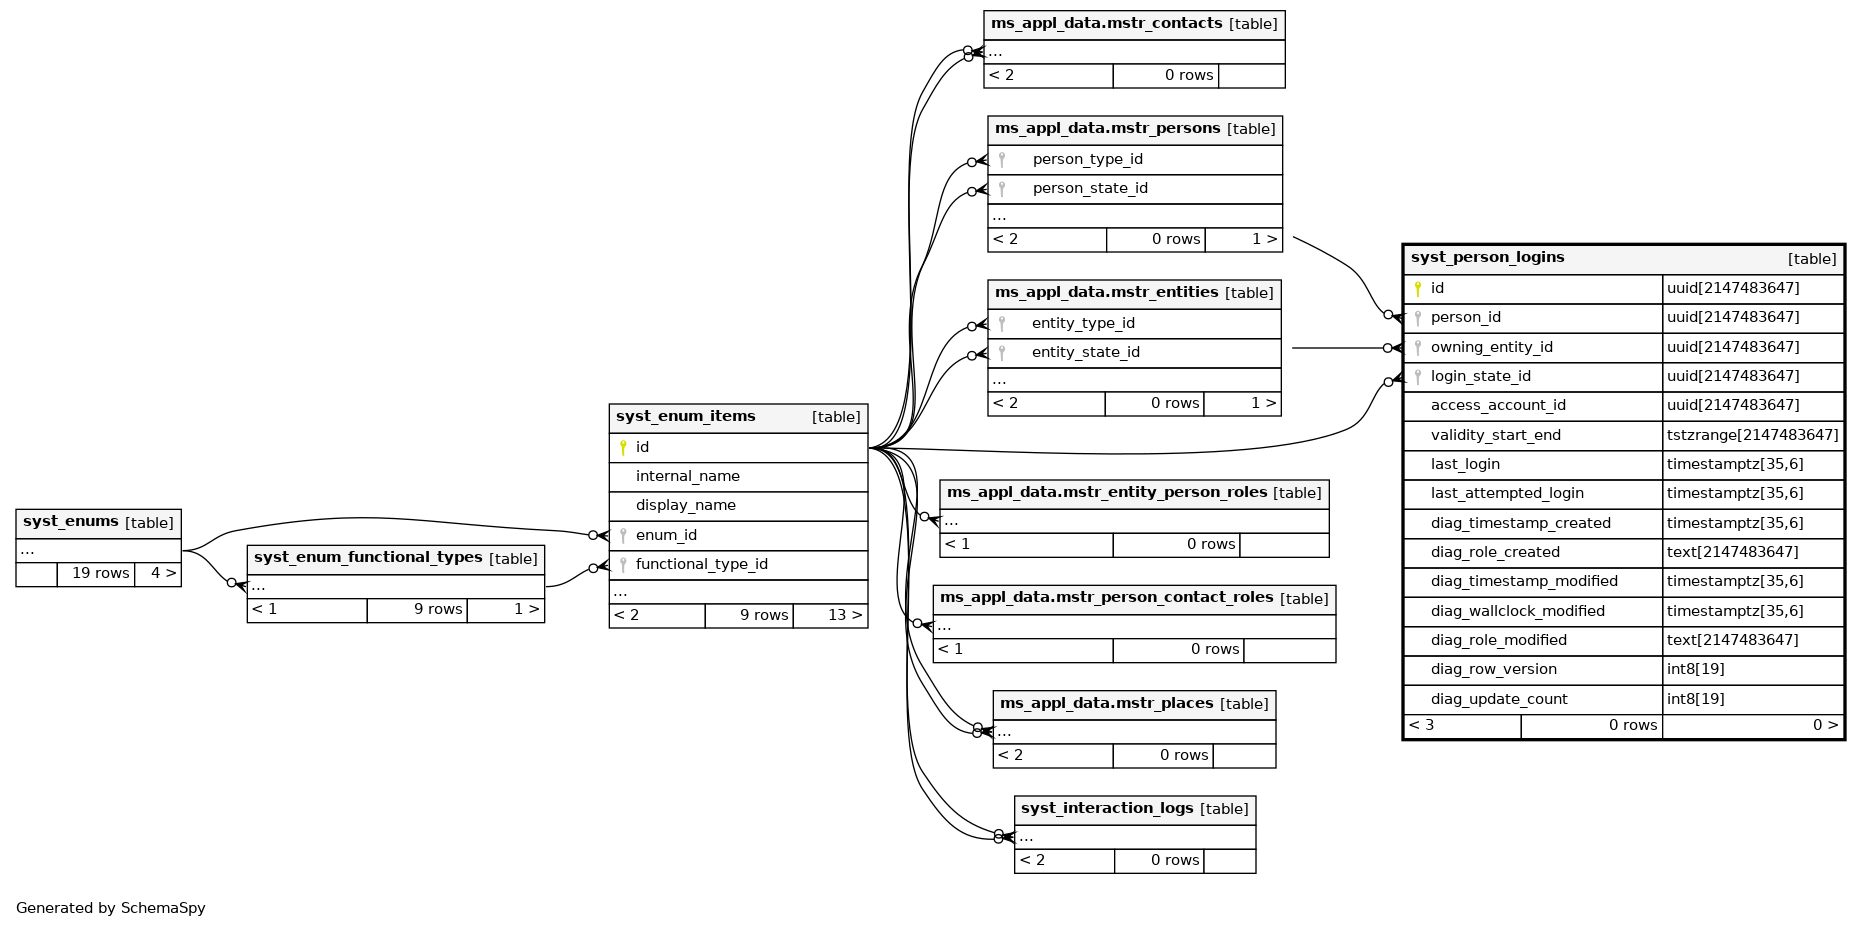 ms_appl_data.mstr_contacts [table]
...
< 2 0 rows
ms_appl_data.mstr_persons [table]
person_type_id
person_state_id
...
< 2 0 rows 1 >
ms_appl_data.mstr_entities [table]
entity_type_id
entity_state_id
...
< 2 0 rows 1 >
syst_person_logins [table]
id uuid[2147483647]
person_id uuid[2147483647]
owning_entity_id uuid[2147483647]
login_state_id uuid[2147483647]
access_account_id uuid[2147483647]
validity_start_end tstzrange[2147483647]
last_login timestamptz[35,6]
last_attempted_login timestamptz[35,6]
diag_timestamp_created timestamptz[35,6]
diag_role_created text[2147483647]
diag_timestamp_modified timestamptz[35,6]
diag_wallclock_modified timestamptz[35,6]
diag_role_modified text[2147483647]
diag_row_version int8[19]
diag_update_count int8[19]
< 3 0 rows 0 >
syst_enum_items [table]
id
internal_name
display_name
enum_id
functional_type_id
...
< 2 9 rows 13 >
syst_enums [table]
...
19 rows 4 >
syst_enum_functional_types [table]
...
< 1 9 rows 1 >
ms_appl_data.mstr_entity_person_roles [table]
...
< 1 0 rows
ms_appl_data.mstr_person_contact_roles [table]
...
< 1 0 rows
ms_appl_data.mstr_places [table]
...
< 2 0 rows
syst_interaction_logs [table]
...
< 2 0 rows
Generated by SchemaSpy